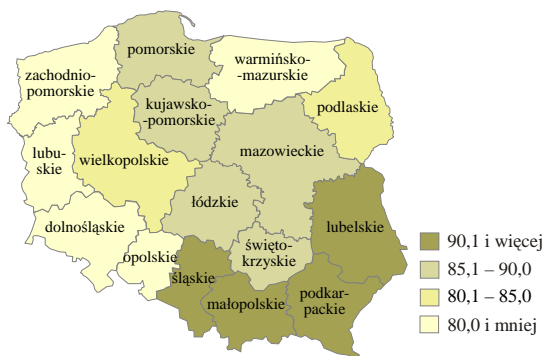 pomorskie
warmińsko-
-mazurskie
zachodnio-
pomorskie
kujawsko-
-pomorskie
podlaskie
lubu-
skie
wielkopolskie
mazowieckie
łódzkie
dolnośląskie
lubelskie
opolskie
święto-
krzyskie
śląskie
małopolskie
podkar-
packie
90,1 i więcej
85,1 – 90,0
80,1 – 85,0
80,0 i mniej